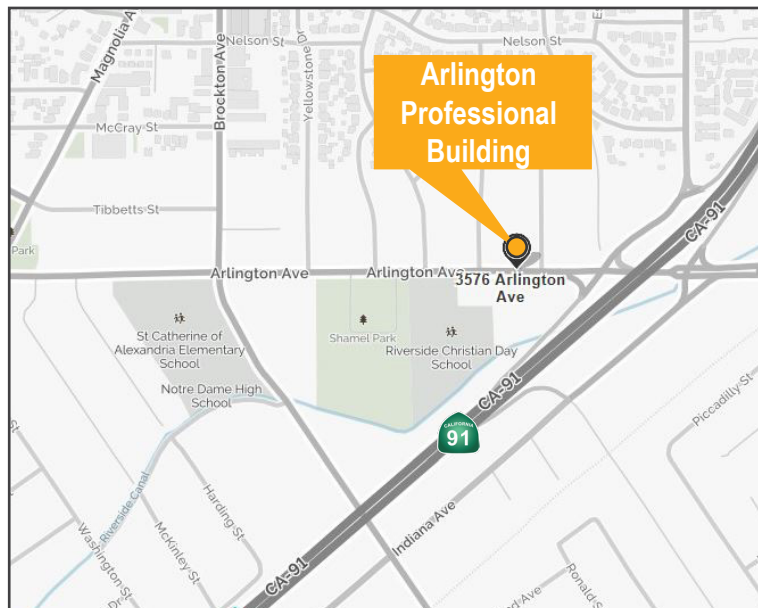 Magnolia A
Brockton Ave
Nelson St
Yellowstone Dr
Nelson St
Arlington
Professional
Building
McCray St
Tibbetts St
Park
CA-91
Arlington Ave
Arlington Ave
3576 Arlington
Ave
St Catherine of
Alexandria Elementary
School
Shamel Park
Riverside Christian Day
School
Notre Dame High
School
CA-91
CALIFORNIA
91
Piccadilly St
Riverside Canal
Harding St
McKinley St
Washington St
Dr
Indiana Ave
CA-91
Ronald S
d Ave